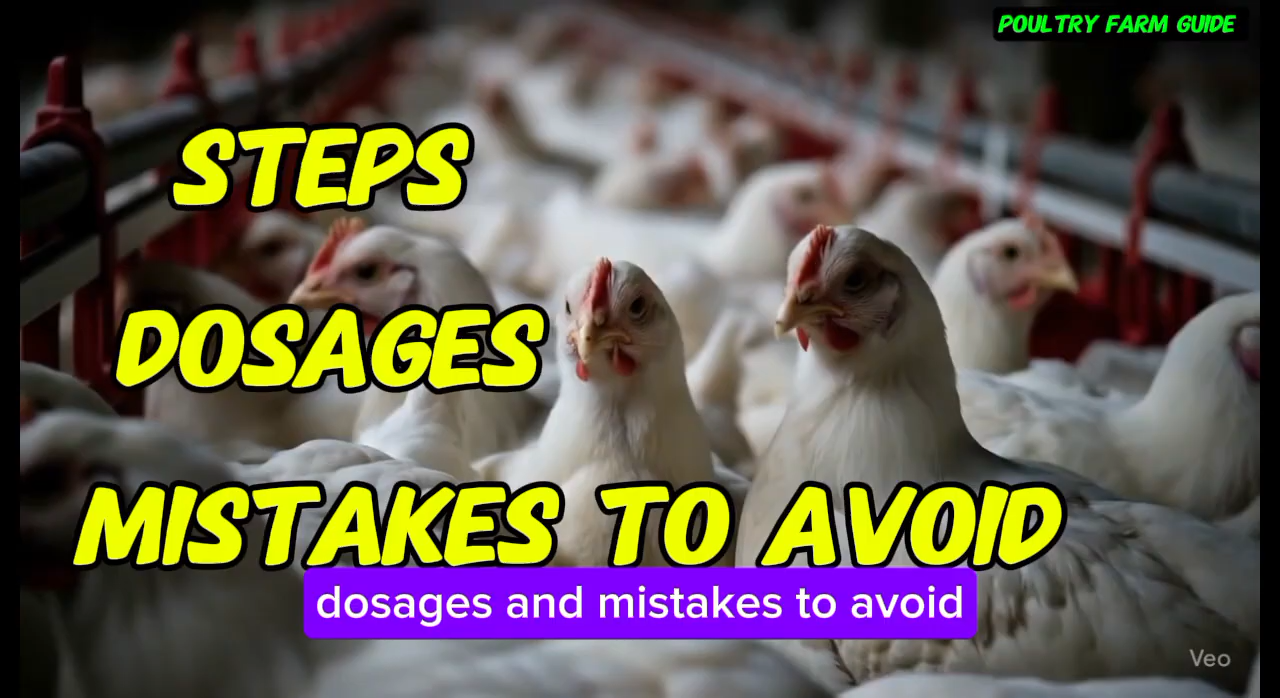 POULTRY FARM GUIDE
STEPS
DOSAGES
MISTAKES TO AVOID
dosages and mistakes to avoid
Veo